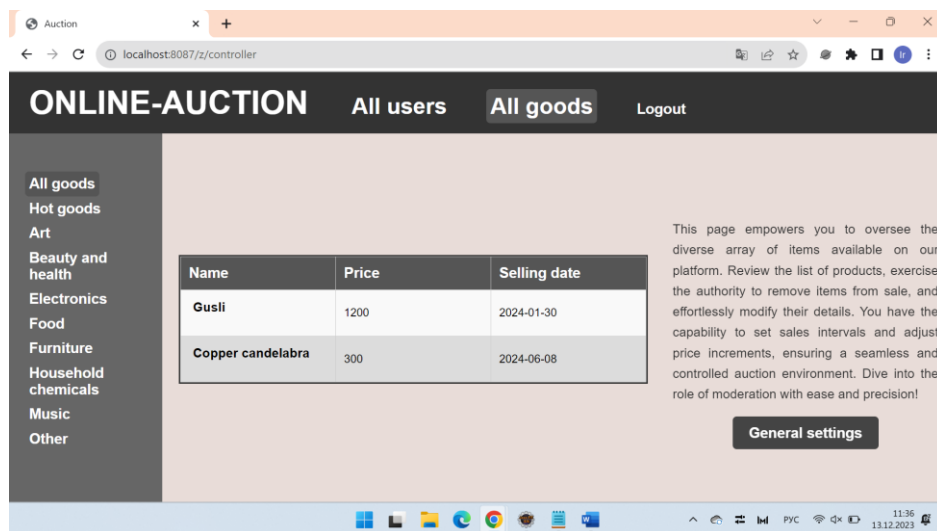 Auction
localhost:8087/z/controller
Ir
ONLINE-AUCTION All users All goods Logout
All goods
Hot goods
Art
Beauty and
health
Electronics
Food
Furniture
Household
chemicals
Music
Other
Name Price Selling date
Gusli 1200 2024-01-30
Copper candelabra 300 2024-06-08
This page empowers you to oversee the
diverse array of items available on our
platform. Review the list of products, exercise
the authority to remove items from sale, and
effortlessly modify their details. You have the
capability to set sales intervals and adjust
price increments, ensuring a seamless and
controlled auction environment. Dive into the
role of moderation with ease and precision!
General settings
РУС
11:36
13.12.2023